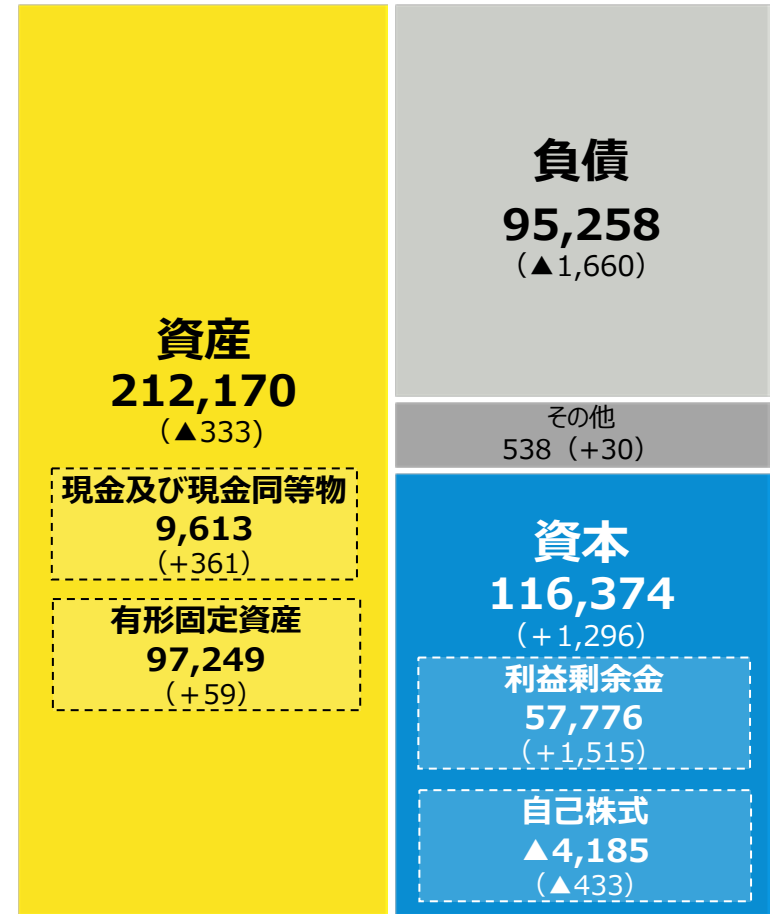 資産
212,170
（▲333)
現金及び現金同等物
9,613
（+361）
有形固定資産
97,249
（+59）
負債
95,258
（▲1,660）
その他
538（+30）
資本
116,374
（+1,296）
利益剰余金
57,776
（+1,515）
自己株式
▲4,185
（▲433）